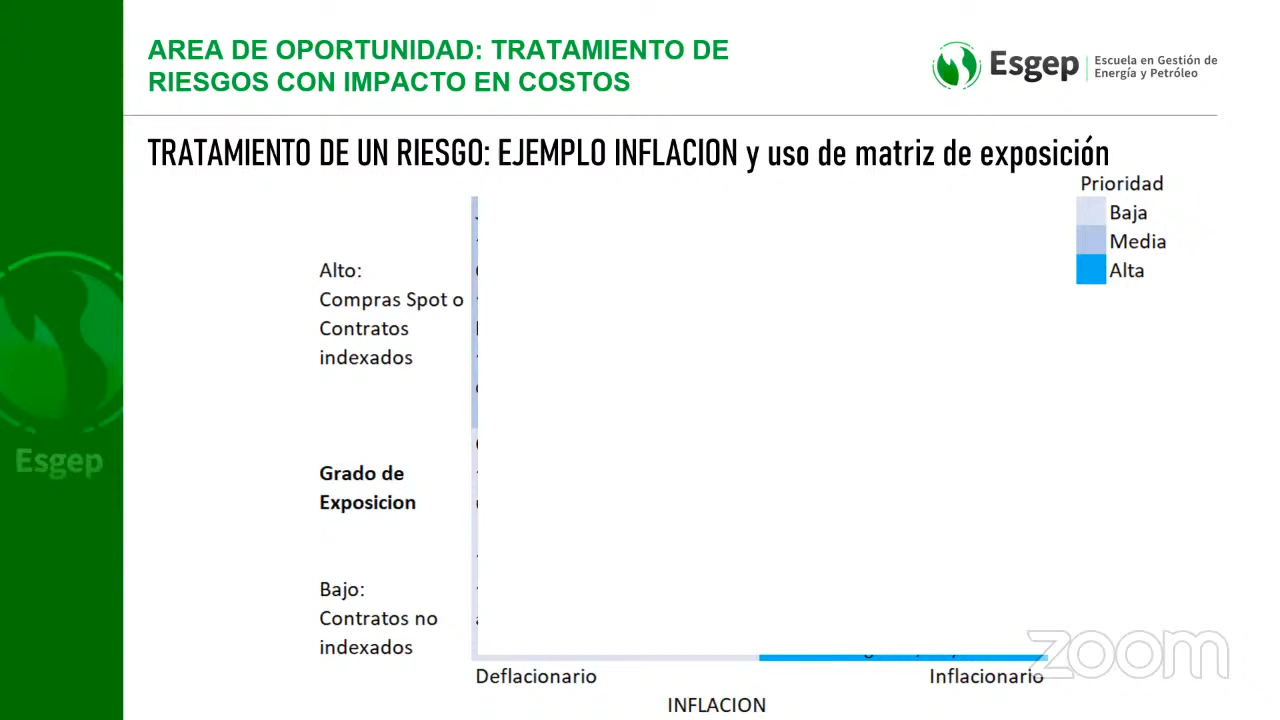 AREA DE OPORTUNIDAD: TRATAMIENTO DE
RIESGOS CON IMPACTO EN COSTOS
Esgep
Escuela en Gestión de
Energía y Petróleo
TRATAMIENTO DE UN RIESGO: EJEMPLO INFLACION y uso de matriz de exposición
Prioridad
Baja
Media
Alta
Alto:
Compras Spot o
Contratos
indexados
Grado de
Exposicion
Bajo:
Contratos no
indexados
Deflacionario
Inflacionario
INFLACION
Esgep
zoom